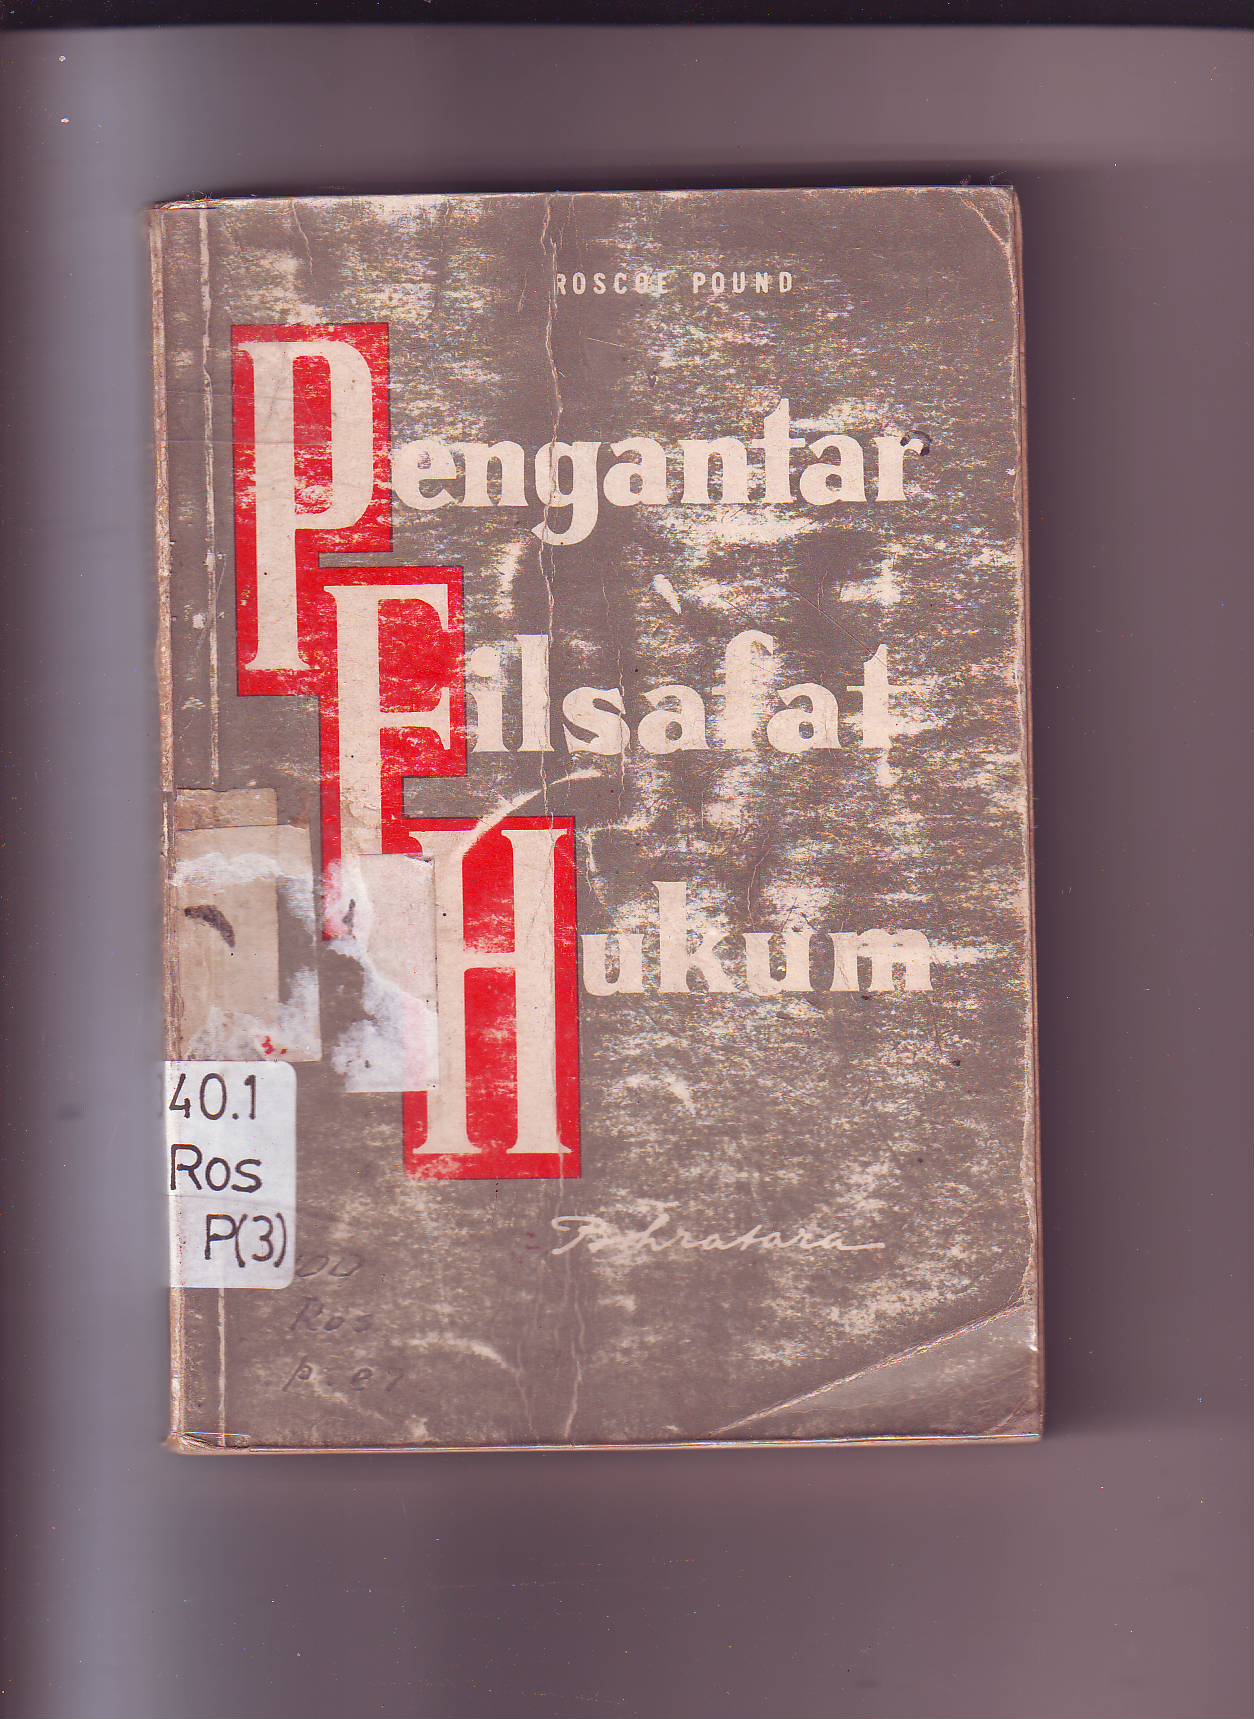 ROSCOE POUND
Pengantar
Filsafat
Hukum
40.1
Ros
P(3)
Bhratara
Ros